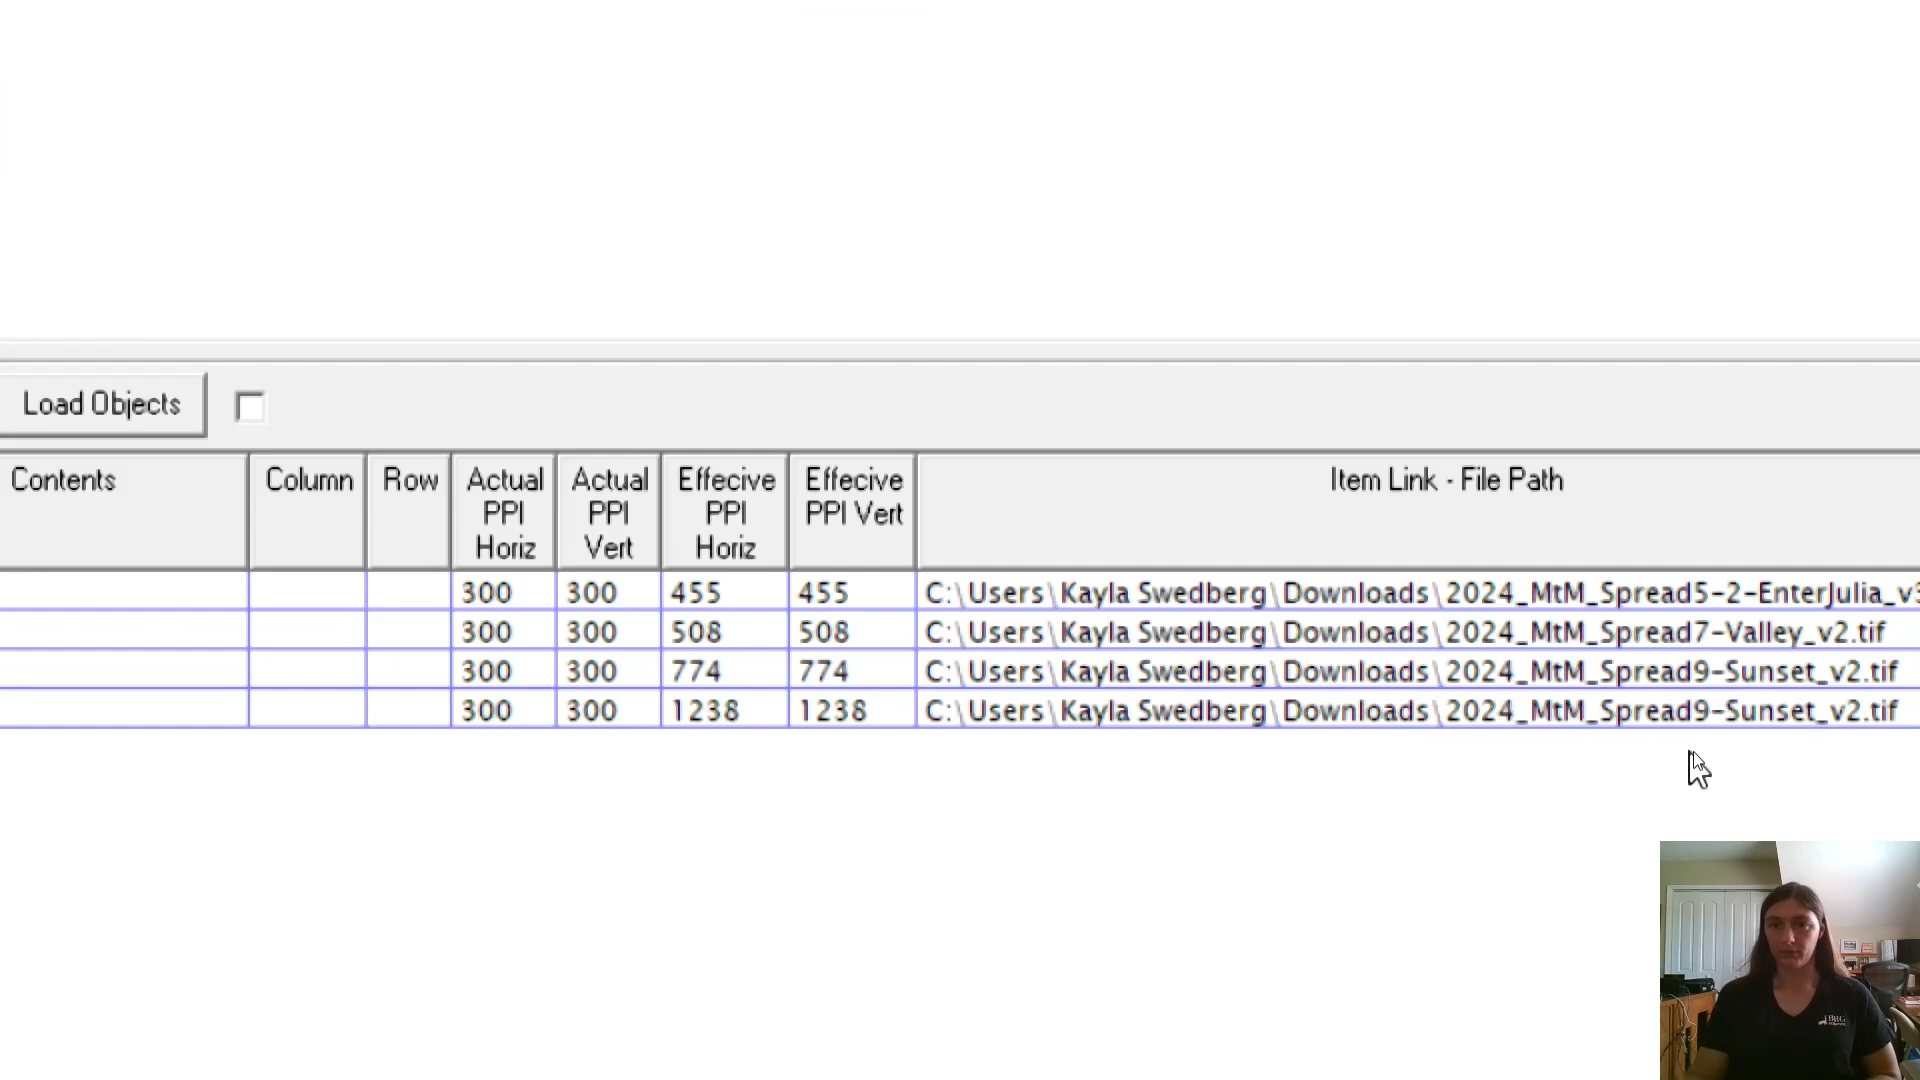 Load Objects
Contents Column Row Actual PPI Horiz Actual PPI Vert Effecive PPI Horiz Effecive PPI Vert Item Link - File Path
300 300 455 455 C:\Users\Kayla Swedberg\Downloads\2024_MtM_Spread5-2-EnterJulia_v3
300 300 508 508 C:\Users\Kayla Swedberg\Downloads\2024_MtM_Spread7-Valley_v2.tif
300 300 774 774 C:\Users\Kayla Swedberg\Downloads\2024_MtM_Spread9-Sunset_v2.tif
300 300 1238 1238 C:\Users\Kayla Swedberg\Downloads\2024_MtM_Spread9-Sunset_v2.tif